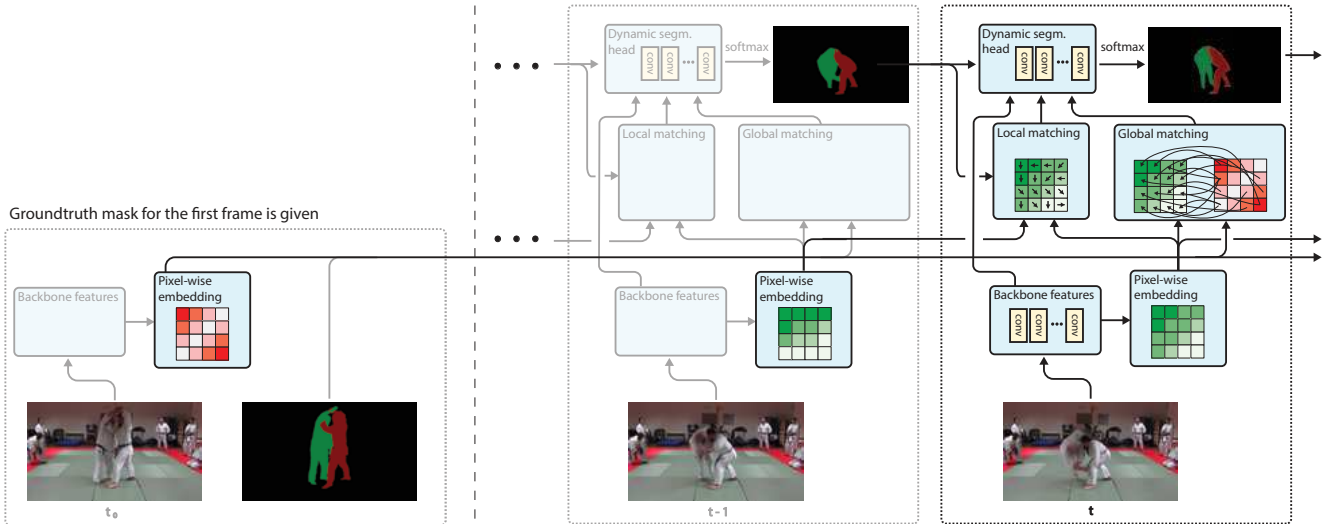 Groundtruth mask for the first frame is given
Backbone features
Pixel-wise
embedding
t₀
• • •
• • •
Dynamic segm.
head
conv
conv
•••
conv
softmax
Local matching
Global matching
Backbone features
Pixel-wise
embedding
t-1
Dynamic segm.
head
conv
conv
•••
conv
softmax
Local matching
Global matching
Backbone features
conv
conv
•••
conv
Pixel-wise
embedding
t